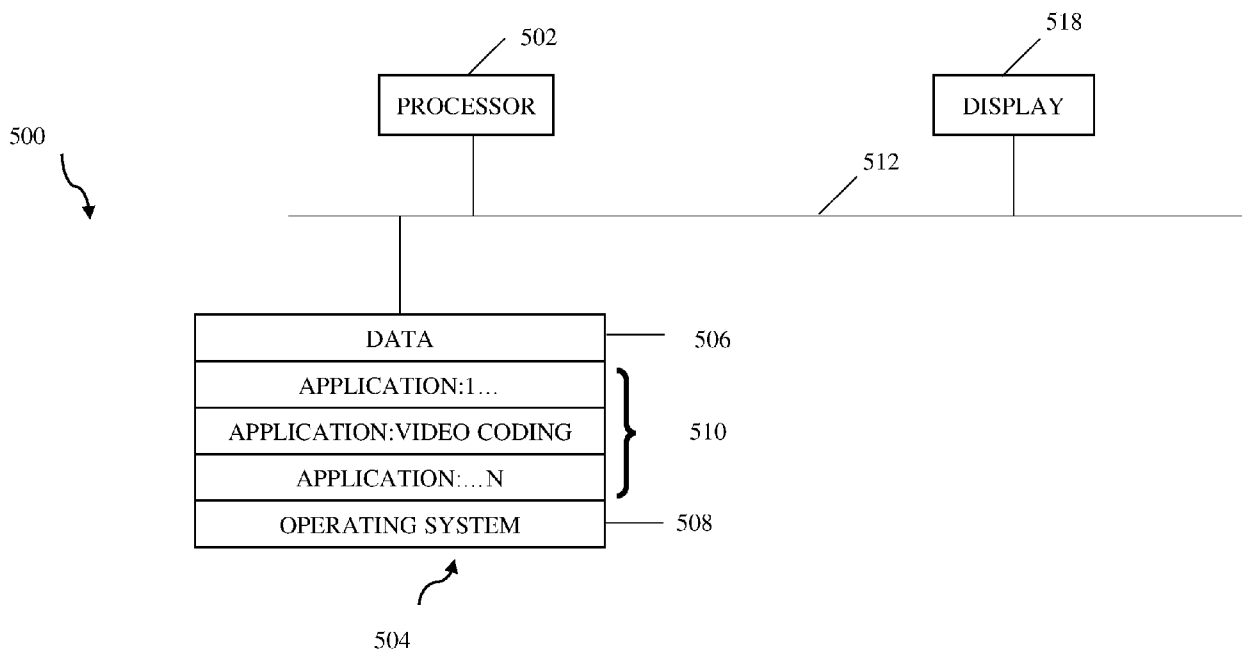 502
518
PROCESSOR
DISPLAY
500
512
DATA
506
APPLICATION:1...
APPLICATION:VIDEO CODING
510
APPLICATION:...N
OPERATING SYSTEM
508
504